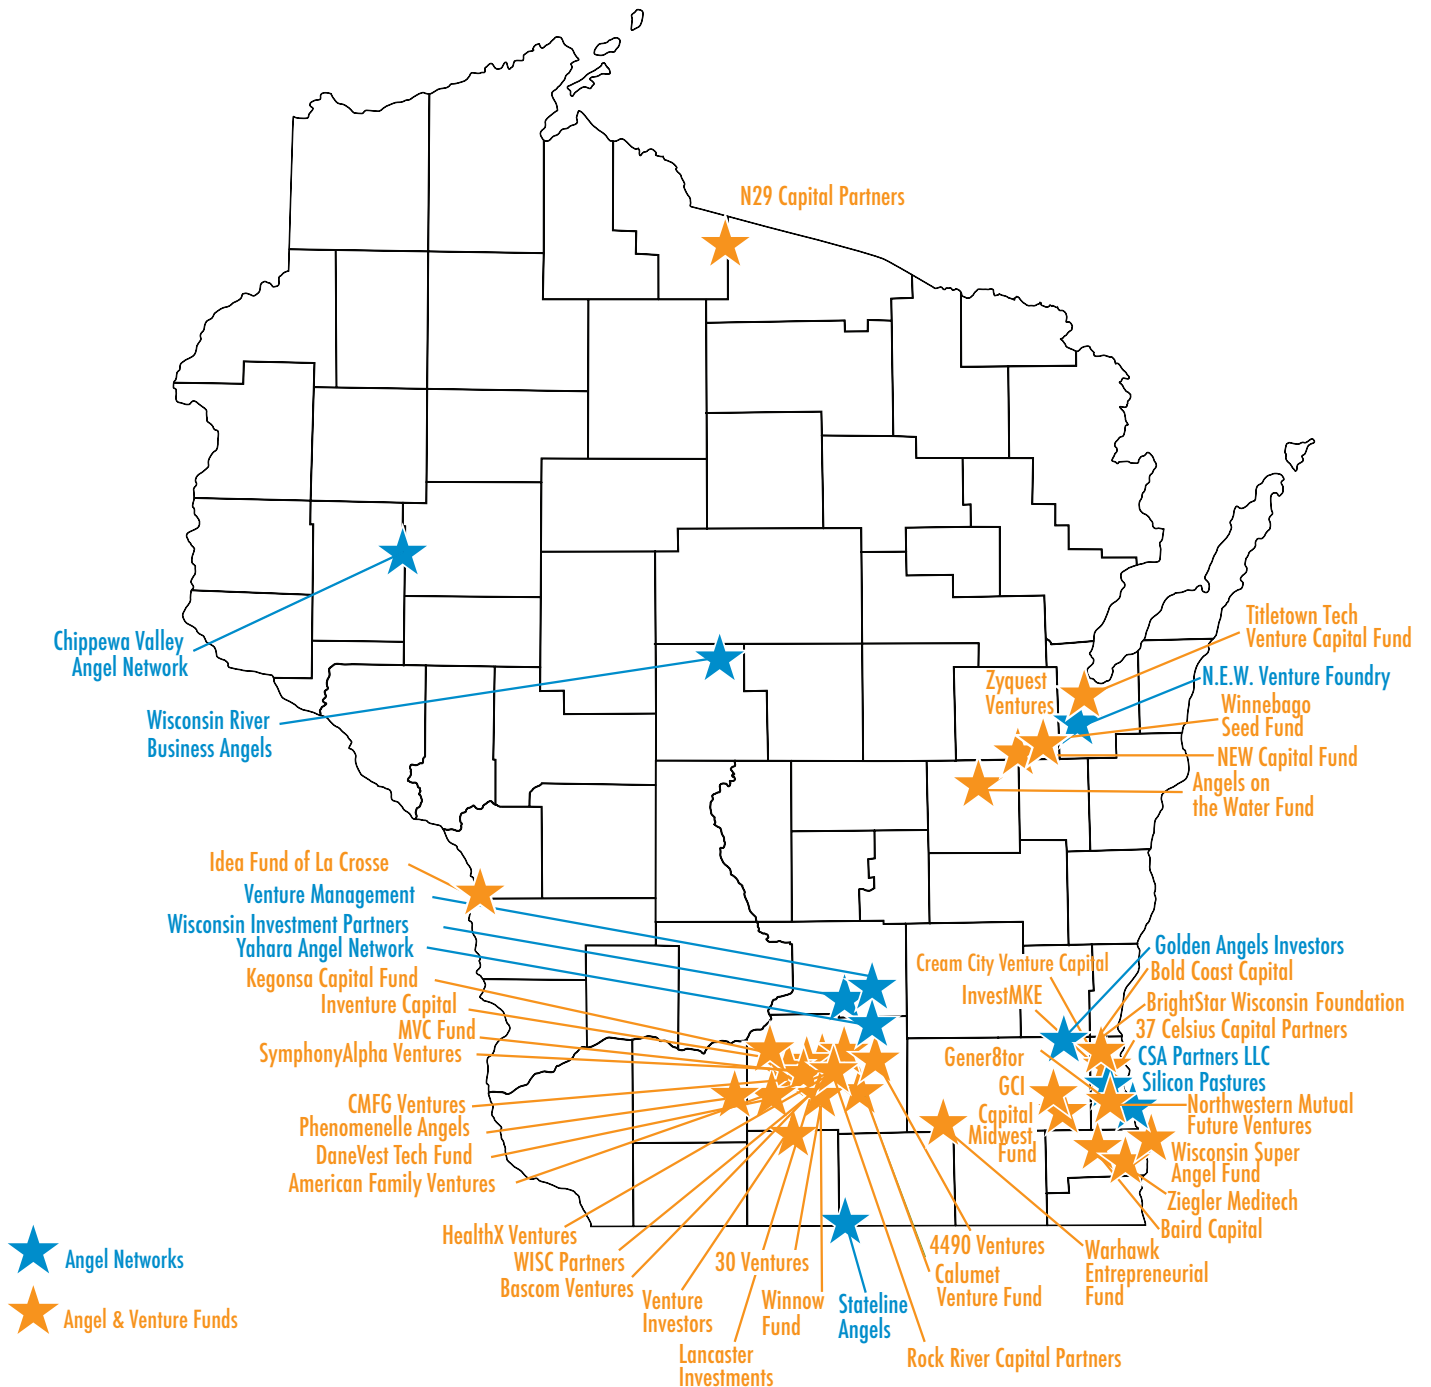 N29 Capital Partners
Titletown Tech
Venture Capital Fund
Chippewa Valley
Angel Network
N.E.W. Venture Foundry
Zyquest
Ventures
Winnebago
Seed Fund
Wisconsin River
Business Angels
NEW Capital Fund
Angels on
the Water Fund
Idea Fund of La Crosse
Venture Management
Wisconsin Investment Partners
Yahara Angel Network
Kegonsa Capital Fund
Inventure Capital
MVC Fund
SymphonyAlpha Ventures
Golden Angels Investors
Cream City Venture Capital
Bold Coast Capital
InvestMKE
BrightStar Wisconsin Foundation
37 Celsius Capital Partners
Gener8tor
CSA Partners LLC
GCI
Silicon Pastures
CMFG Ventures
Northwestern Mutual
Future Ventures
Capital
Midwest
Fund
Phenomenelle Angels
DaneVest Tech Fund
Wisconsin Super
Angel Fund
American Family Ventures
Ziegler Meditech
Baird Capital
HealthX Ventures
WISC Partners
Bascom Ventures
30 Ventures
4490 Ventures
Warhawk
Entrepreneurial
Fund
Calumet
Venture Fund
Venture
Investors
Winnow
Fund
Stateline
Angels
Lancaster
Investments
Rock River Capital Partners
Angel Networks
Angel & Venture Funds